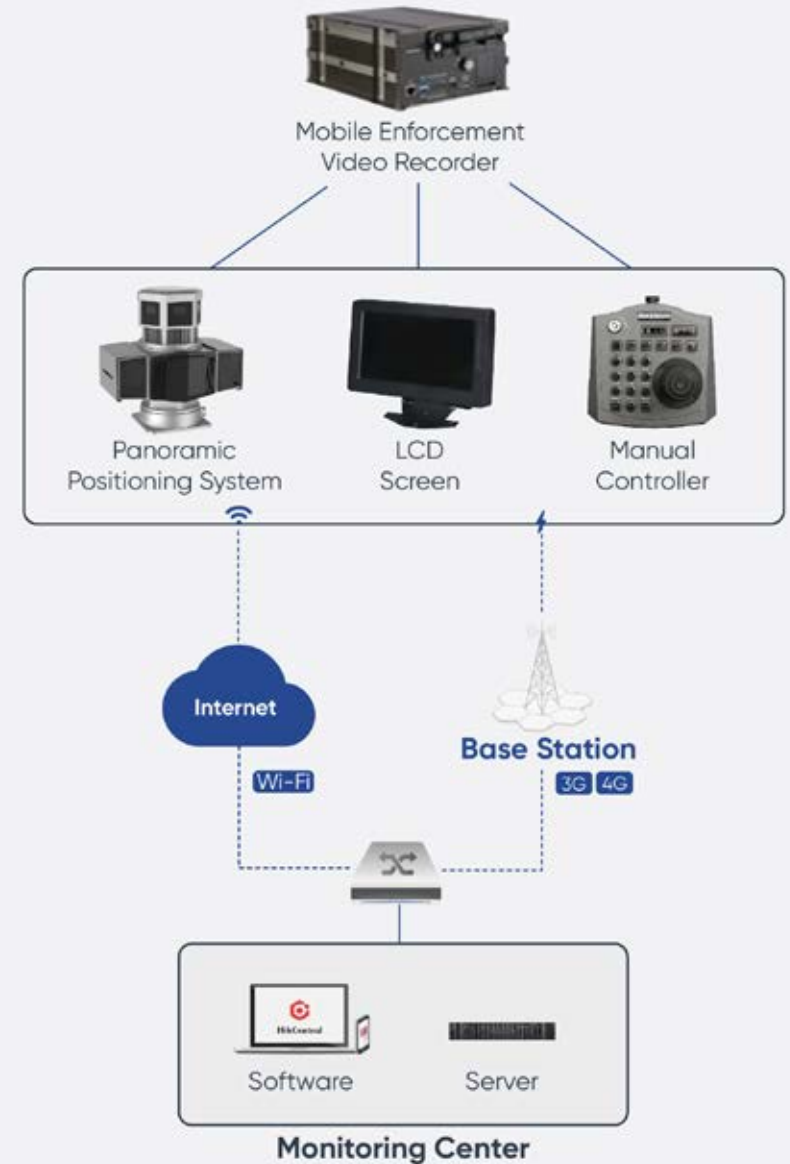 Mobile Enforcement
Video Recorder
Panoramic
Positioning System
LCD
Screen
Manual
Controller
Internet
Wi-Fi
Base Station
3G 4G
HikCentral
Software
Server
Monitoring Center